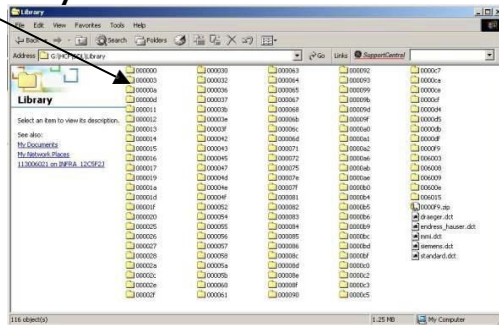 Library
File Edit View Favorites Tools Help
Back Search Folders
Address G:\HCF\DDL\Library Go Links SupportCentral
Library
Select an item to view its description.
See also:
My Documents
My Network Places
000000
000003
00000a
00000d
000011
000012
000013
000014
000015
000016
000017
000019
00001a
00001d
00001f
000020
000025
000026
000027
000028
00002a
00002c
00002e
00002f
000030
000032
000036
000037
00003b
00003e
00003f
000042
000043
000045
000047
00004d
00004e
00004f
000052
000054
000055
000056
000057
000058
00005a
00005b
000060
000061
000063
000064
000065
000067
000068
00006b
00006c
00006d
000071
000072
000075
00007e
00007f
000081
000082
000083
000084
000085
000086
00008c
00008d
00008e
00008f
000090
000092
000093
000099
00009b
00009d
00009f
0000a0
0000a1
0000a2
0000a6
0000ab
0000ae
0000b0
0000b4
0000b5
0000b6
0000b9
0000bc
0000bd
0000bf
0000c0
0000c2
0000c3
0000c5
0000c7
0000ca
0000ce
0000cf
0000d4
0000d5
0000db
0000df
0000f9
006003
006008
006009
00600e
006015
0000F9.zip
draeger.dct
endress_hauser.dct
mmi.dct
siemens.dct
standard.dct
116 object(s) 1.25 MB My Computer